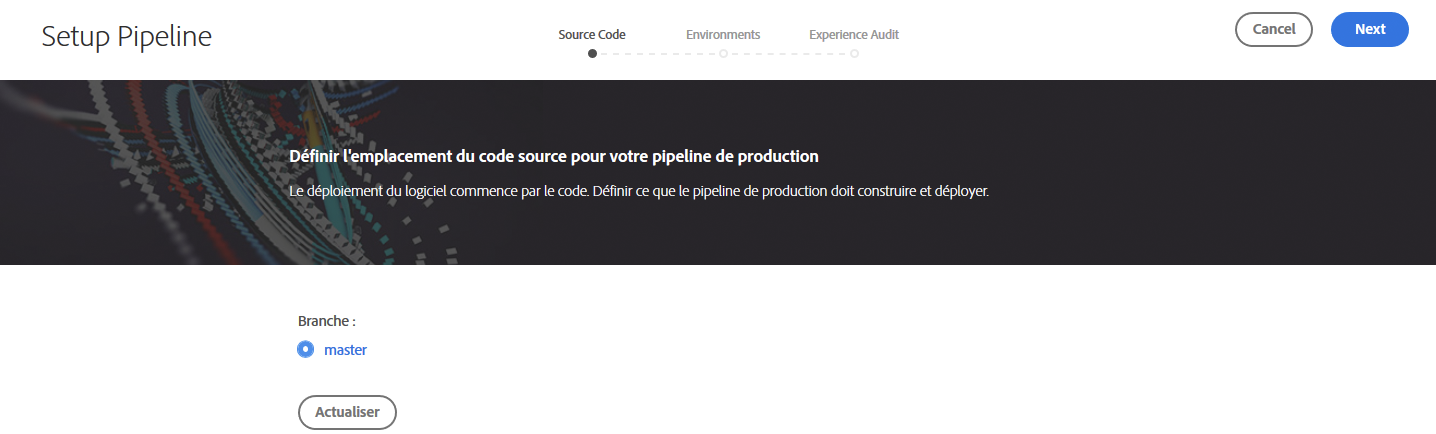 Setup Pipeline
Source Code
Environments
Experience Audit
Cancel
Next
Définir l'emplacement du code source pour votre pipeline de production
Le déploiement du logiciel commence par le code. Définir ce que le pipeline de production doit construire et déployer.
Branche :
master
Actualiser